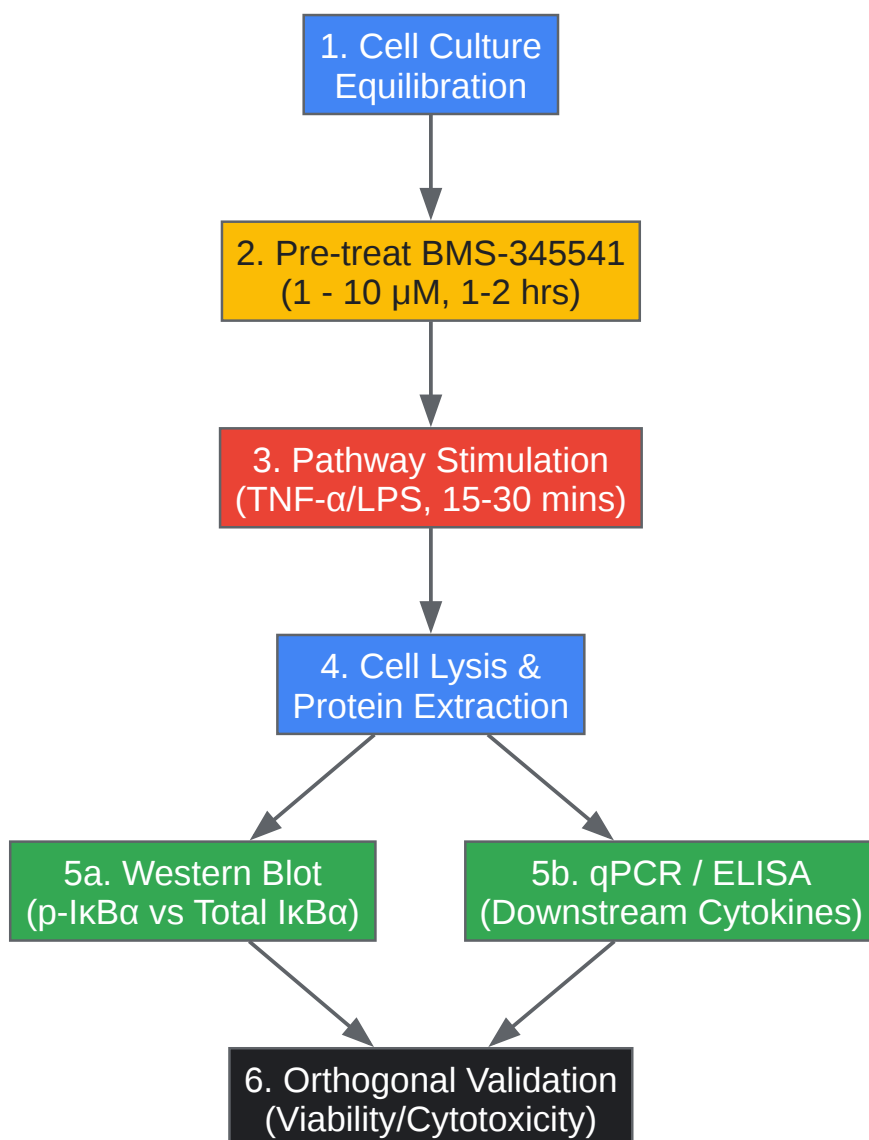 1. Cell Culture
Equilibration
2. Pre-treat BMS-345541
(1 - 10 μM, 1-2 hrs)
3. Pathway Stimulation
(TNF-α/LPS, 15-30 mins)
4. Cell Lysis &
Protein Extraction
5a. Western Blot
(p-IκBα vs Total IκBα)
5b. qPCR / ELISA
(Downstream Cytokines)
6. Orthogonal Validation
(Viability/Cytotoxicity)